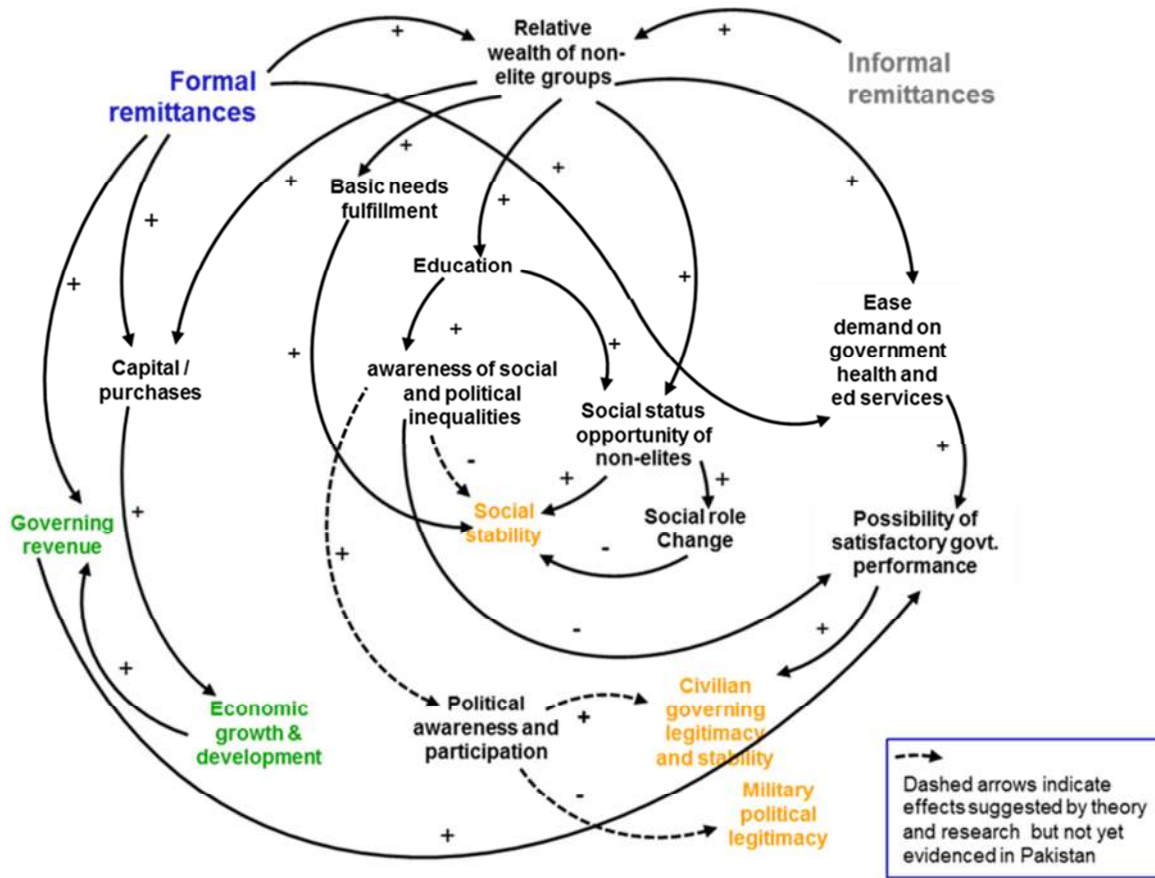 Relative
wealth of non-
elite groups
Formal
remittances
Informal
remittances
+
+
+
+
+
+
+
+
+
+
+
Basic needs
fulfillment
Education
Ease
demand on
government
health and
ed services
Capital /
purchases
awareness of social
and political
inequalities
Social status
opportunity of
non-elites
+
+
+
-
+
+
+
Governing
revenue
Social
stability
Social role
Change
Possibility of
satisfactory govt.
performance
+
+
-
-
+
+
Economic
growth &
development
Political
awareness and
participation
Civilian
governing
legitimacy
and stability
+
-
Military
political
legitimacy
+
Dashed arrows indicate
effects suggested by theory
and research but not yet
evidenced in Pakistan